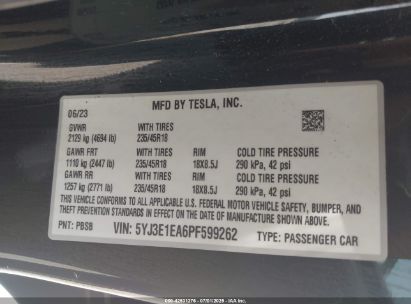 MFD BY TESLA, INC.
06/23
GVWR WITH TIRES
2129 kg (4694 lb) 235/45R18
GAWR FRT WITH TIRES RIM COLD TIRE PRESSURE
1110 kg (2447 lb) 235/45R18 18X8.5J 290 kPa, 42 psi
GAWR RR WITH TIRES RIM COLD TIRE PRESSURE
1257 kg (2771 lb) 235/45R18 18X8.5J 290 kPa, 42 psi
THIS VEHICLE CONFORMS TO ALL APPLICABLE FEDERAL MOTOR VEHICLE SAFETY, BUMPER, AND
THEFT PREVENTION STANDARDS IN EFFECT ON THE DATE OF MANUFACTURE SHOWN ABOVE.
PNT: PBSB VIN: 5YJ3E1EA6PF599262 TYPE: PASSENGER CAR